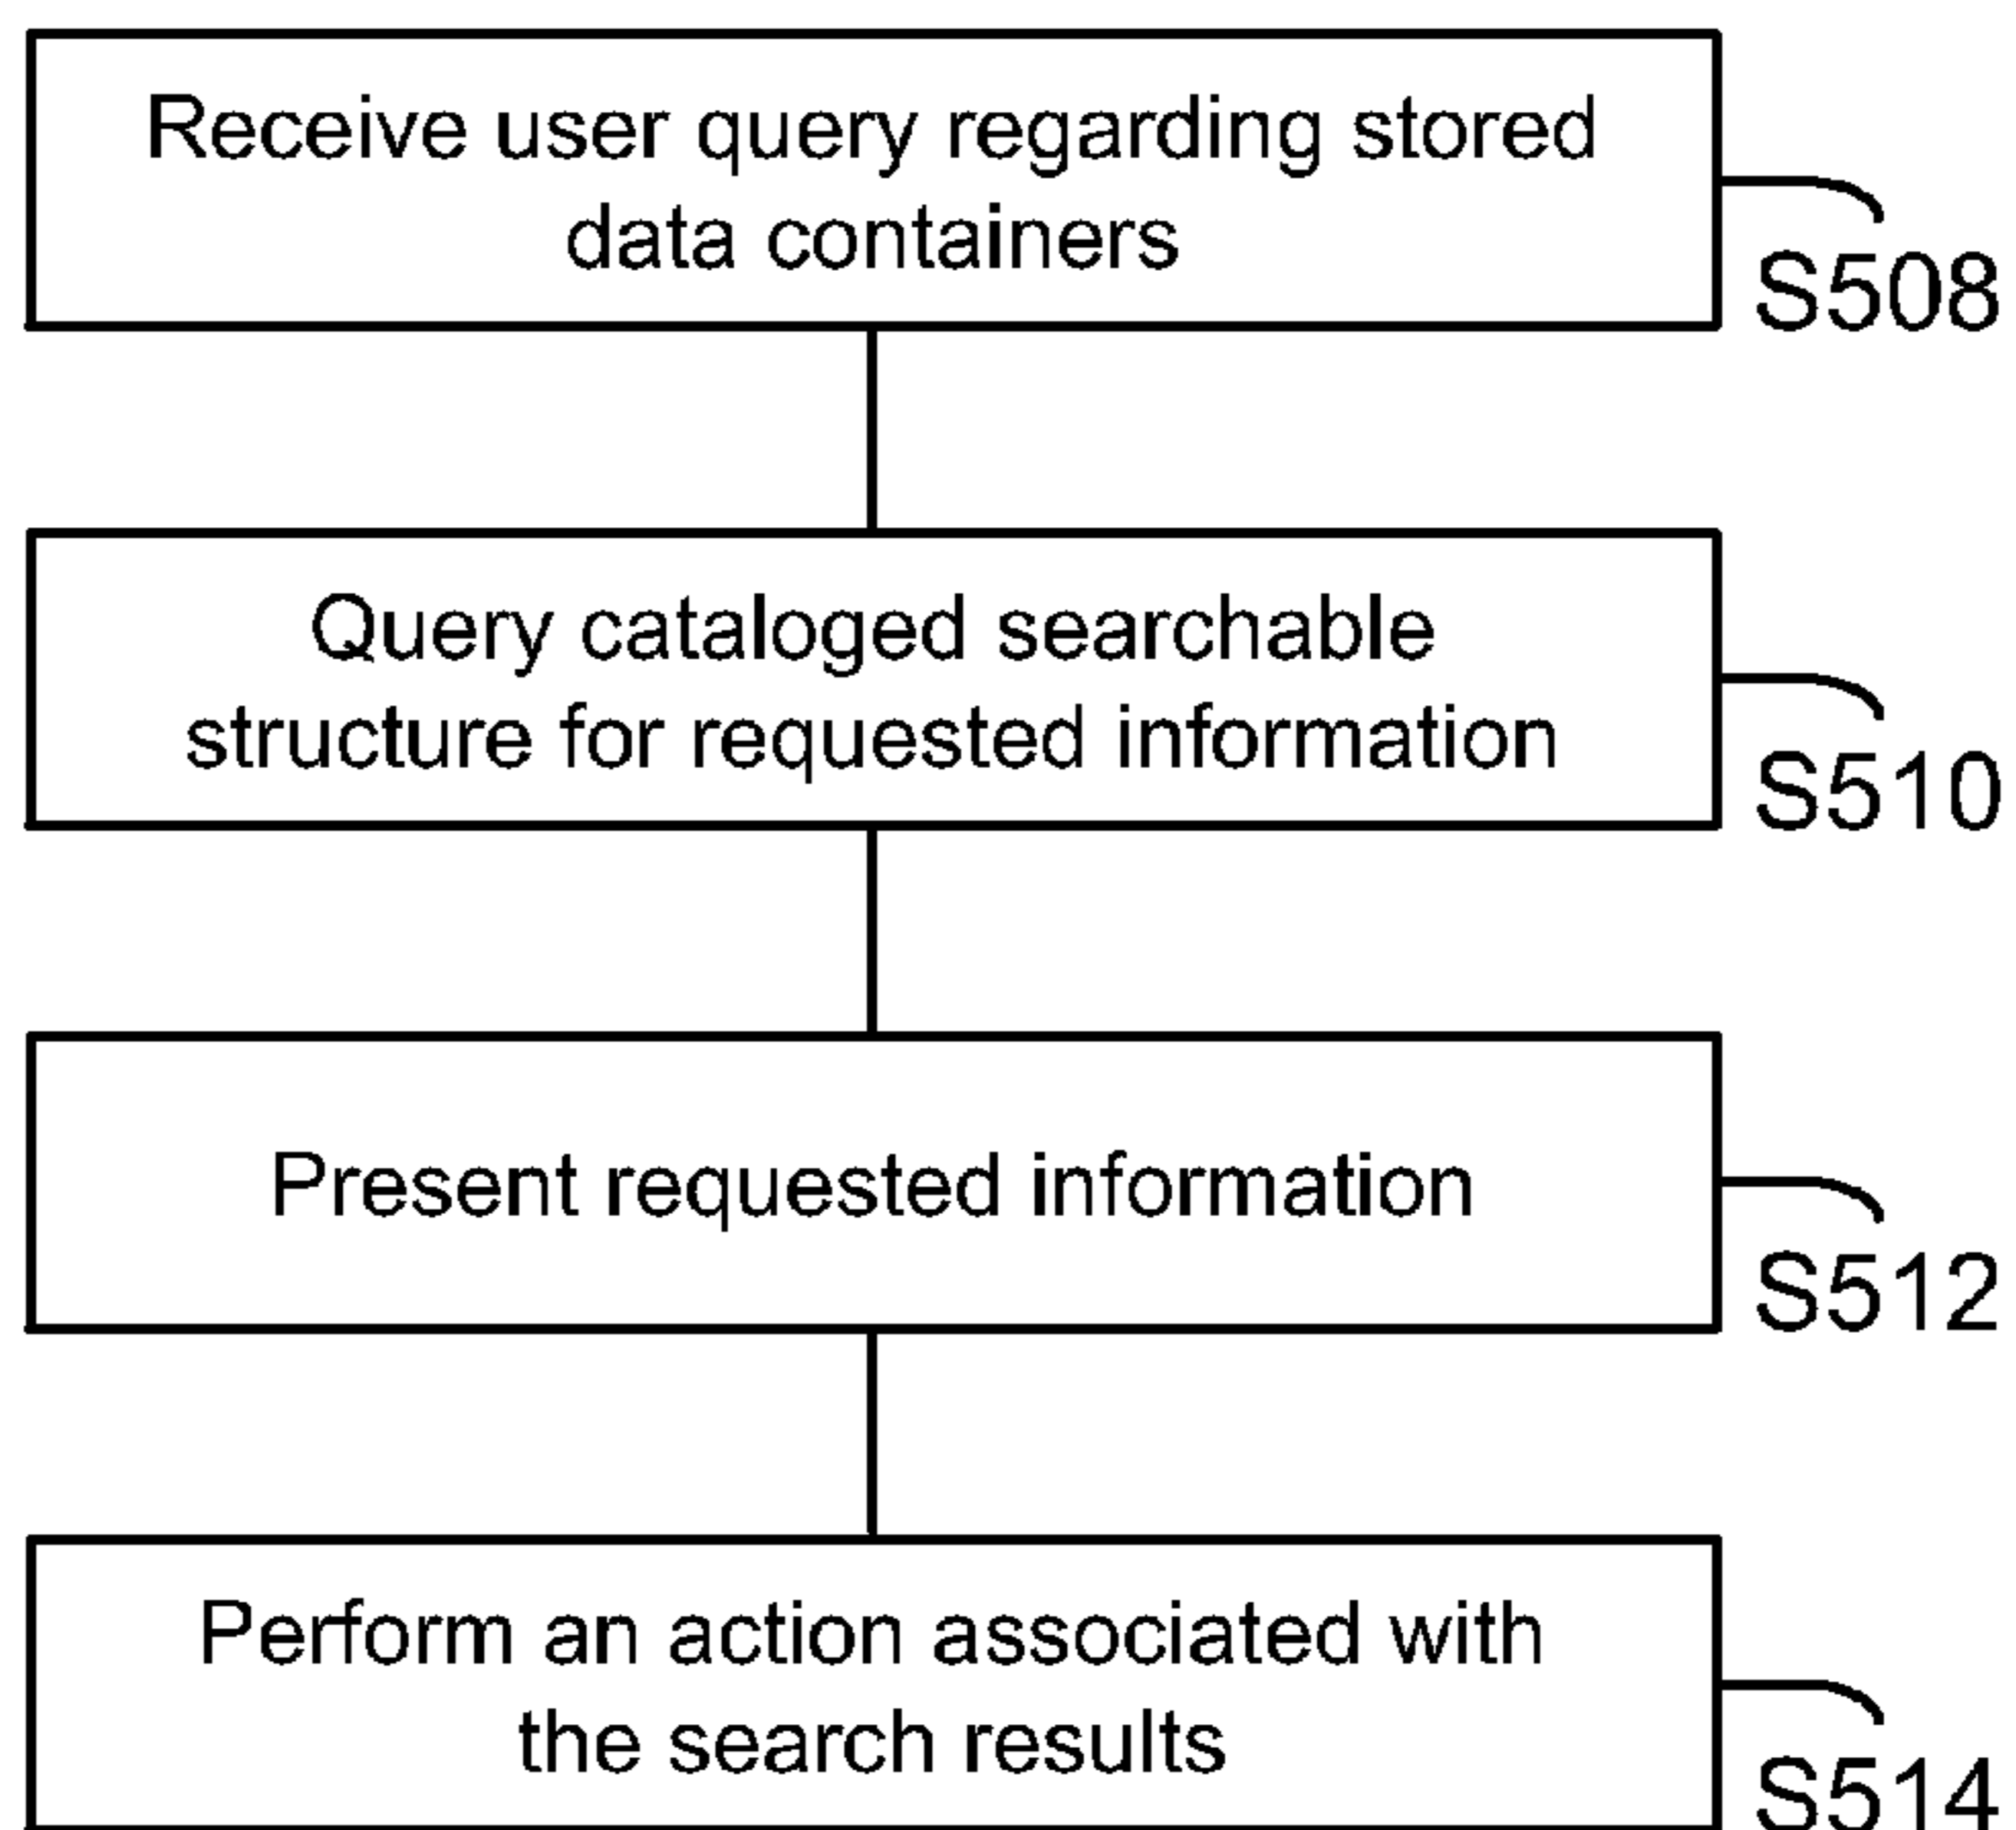 Receive user query regarding stored
data containers
S508
Query cataloged searchable
structure for requested information
S510
Present requested information
S512
Perform an action associated with
the search results
S514